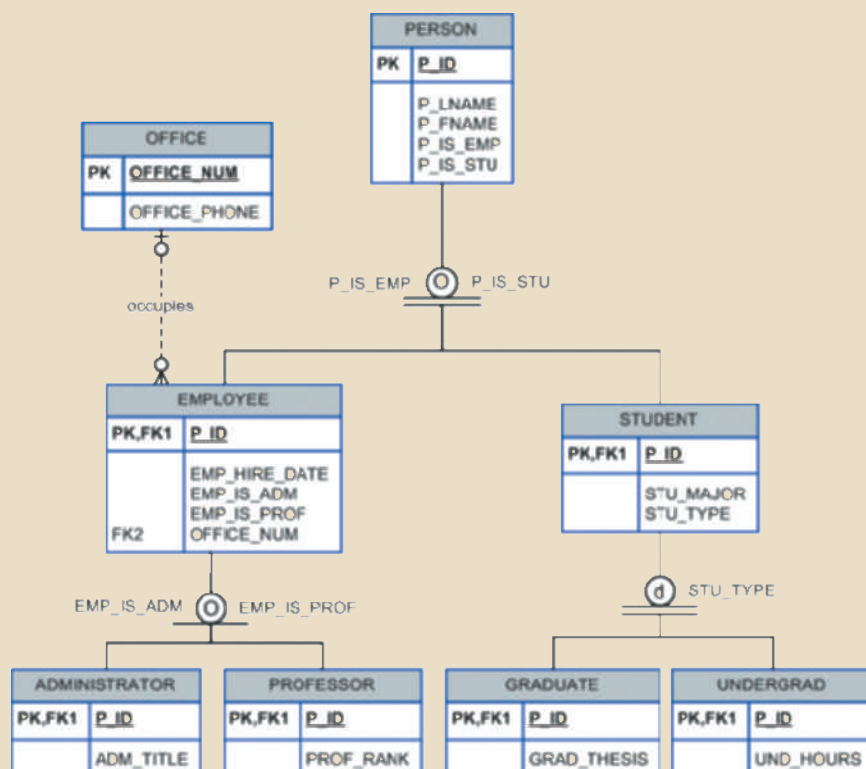 PERSON
PK P_ID
P_LNAME
P_FNAME
P_IS_EMP
P_IS_STU
OFFICE
PK OFFICE_NUM
OFFICE_PHONE
P_IS_EMP O P_IS_STU
occupies
EMPLOYEE
PK,FK1 P_ID
EMP_HIRE_DATE
EMP_IS_ADM
EMP_IS_PROF
FK2 OFFICE_NUM
STUDENT
PK,FK1 P_ID
STU_MAJOR
STU_TYPE
EMP_IS_ADM O EMP_IS_PROF
d STU_TYPE
ADMINISTRATOR
PK,FK1 P_ID
ADM_TITLE
PROFESSOR
PK,FK1 P_ID
PROF_RANK
GRADUATE
PK,FK1 P_ID
GRAD_THESIS
UNDERGRAD
PK,FK1 P_ID
UND_HOURS